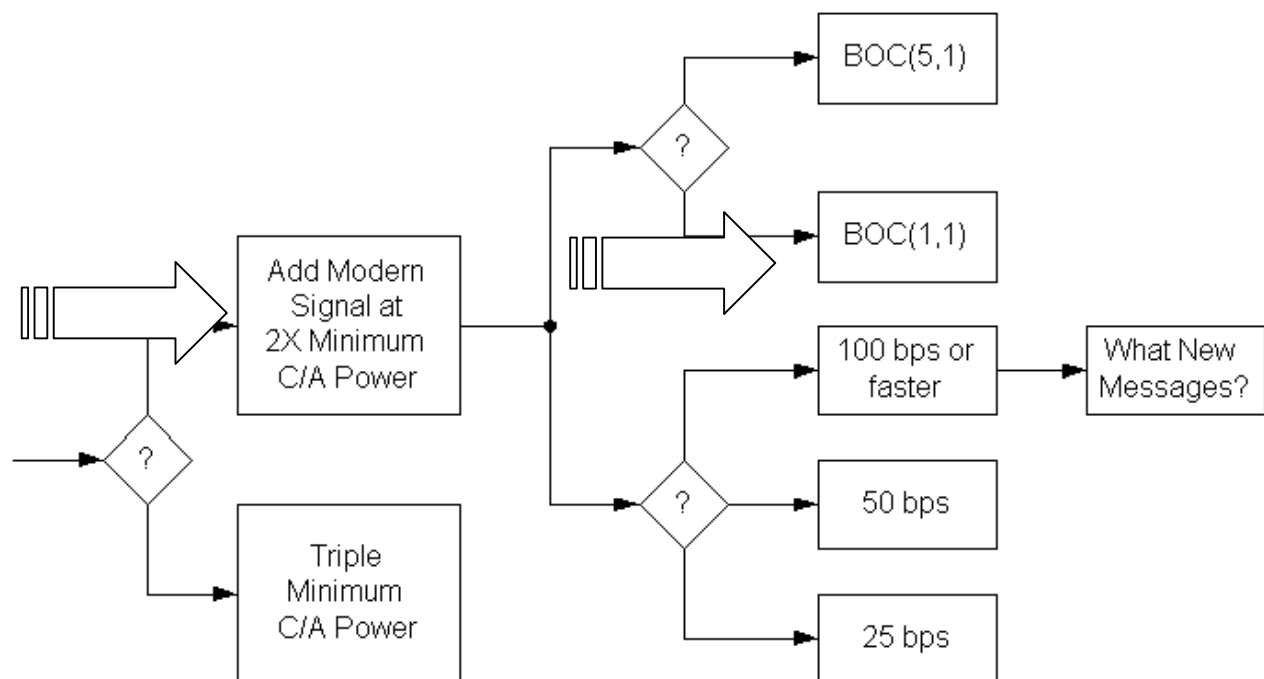 BOC(5,1)
?
BOC(1,1)
Add Modern
Signal at
2X Minimum
C/A Power
100 bps or
faster
What New
Messages?
?
?
50 bps
Triple
Minimum
C/A Power
25 bps